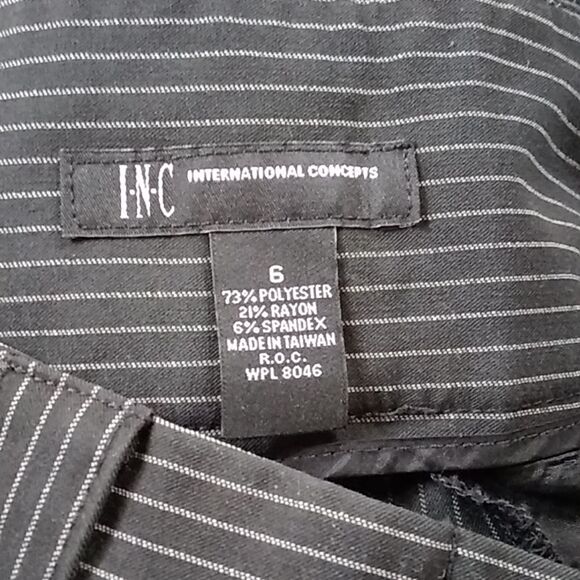 I·N·C INTERNATIONAL CONCEPTS
6
73% POLYESTER
21% RAYON
6% SPANDEX
MADE IN TAIWAN
R.O.C.
WPL 8046